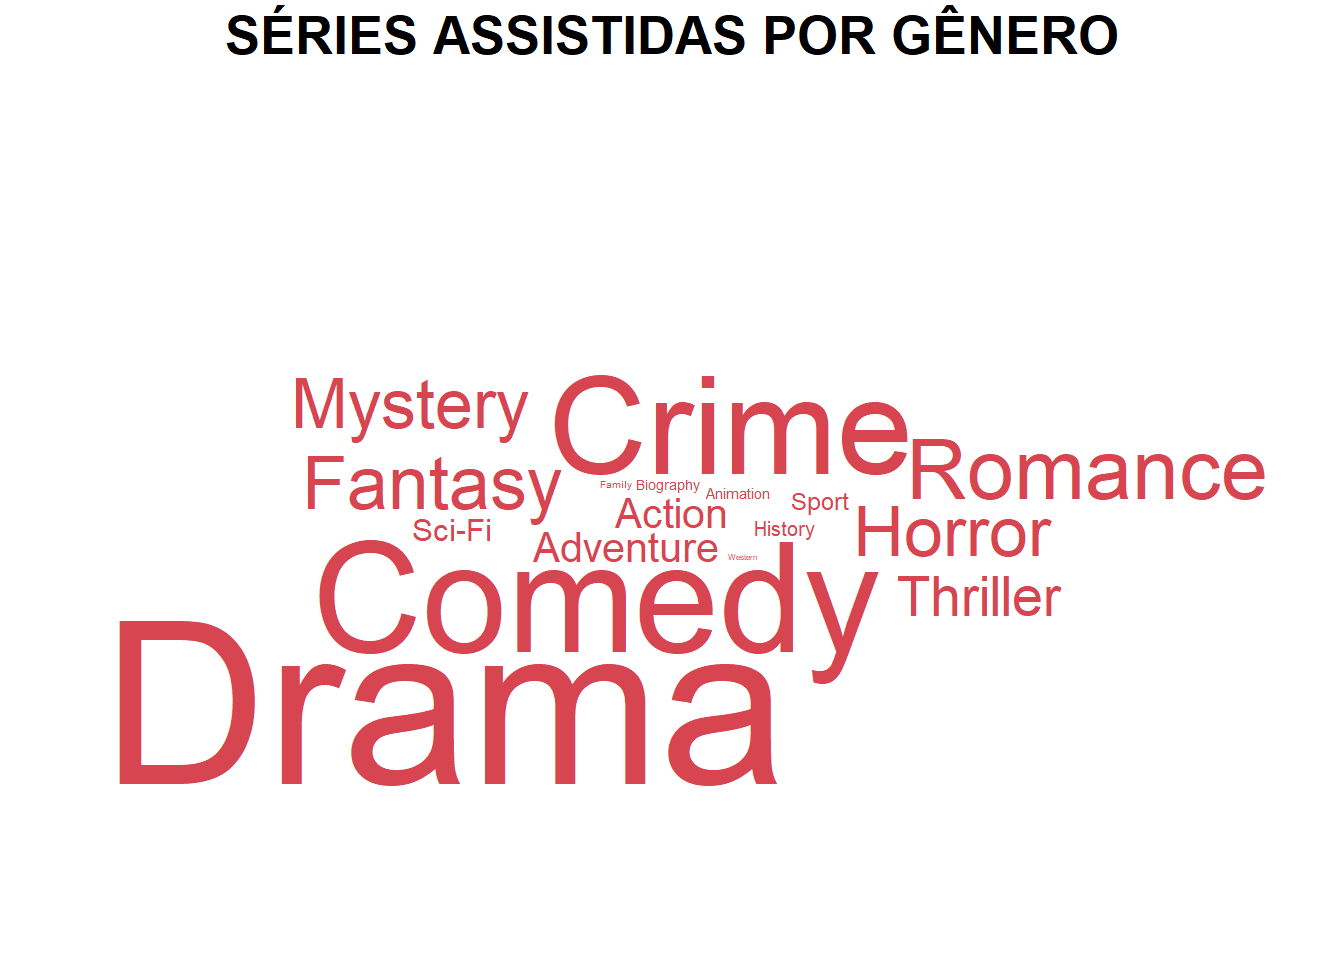 SÉRIES ASSISTIDAS POR GÊNERO
Mystery
Crime
Romance
Fantasy
Family
Biography
Animation
Sport
Action
History
Horror
Sci-Fi
Adventure
Western
Comedy
Thriller
Drama